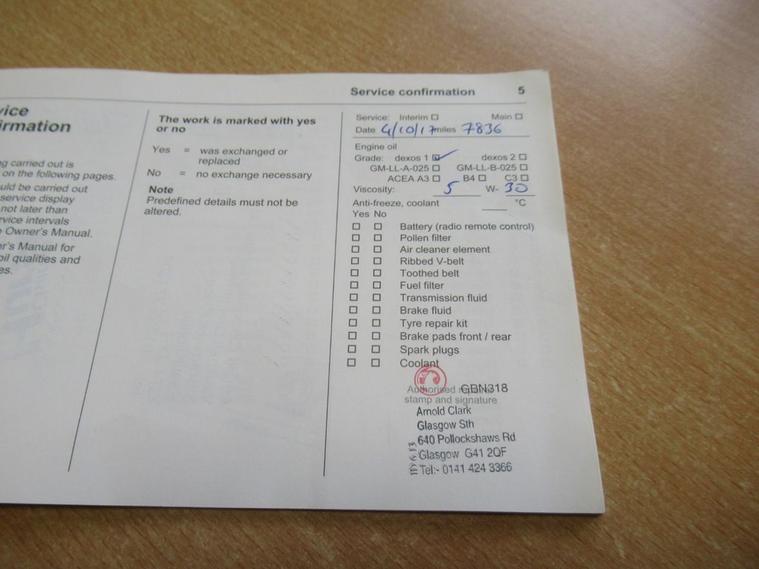 Service confirmation 5
vice
irmation
ng carried out is
on the following pages.
uld be carried out
service display
not later than
rvice intervals
Owner's Manual.
er's Manual for
oil qualities and
es.
The work is marked with yes
or no
Yes = was exchanged or
replaced
No = no exchange necessary
Note
Predefined details must not be
altered.
Service: Interim ☐ Main ☐
Date 4/10/17 miles 7836
Engine oil
Grade: dexos 1 ☑ dexos 2 ☐
GM-LL-A-025 ☐ GM-LL-B-025 ☐
ACEA A3 ☐ B4 ☐ C3 ☐
Viscosity: 5 W- 30
Anti-freeze, coolant °C
Yes No
☐ ☐ Battery (radio remote control)
☐ ☐ Pollen filter
☐ ☐ Air cleaner element
☐ ☐ Ribbed V-belt
☐ ☐ Toothed belt
☐ ☐ Fuel filter
☐ ☐ Transmission fluid
☐ ☐ Brake fluid
☐ ☐ Tyre repair kit
☐ ☐ Brake pads front / rear
☐ ☐ Spark plugs
☐ ☐ Coolant
Authorised GBN318
stamp and signature
Arnold Clark
Glasgow Sth
640 Pollockshaws Rd
Glasgow G41 2QF
Tel:- 0141 424 3366